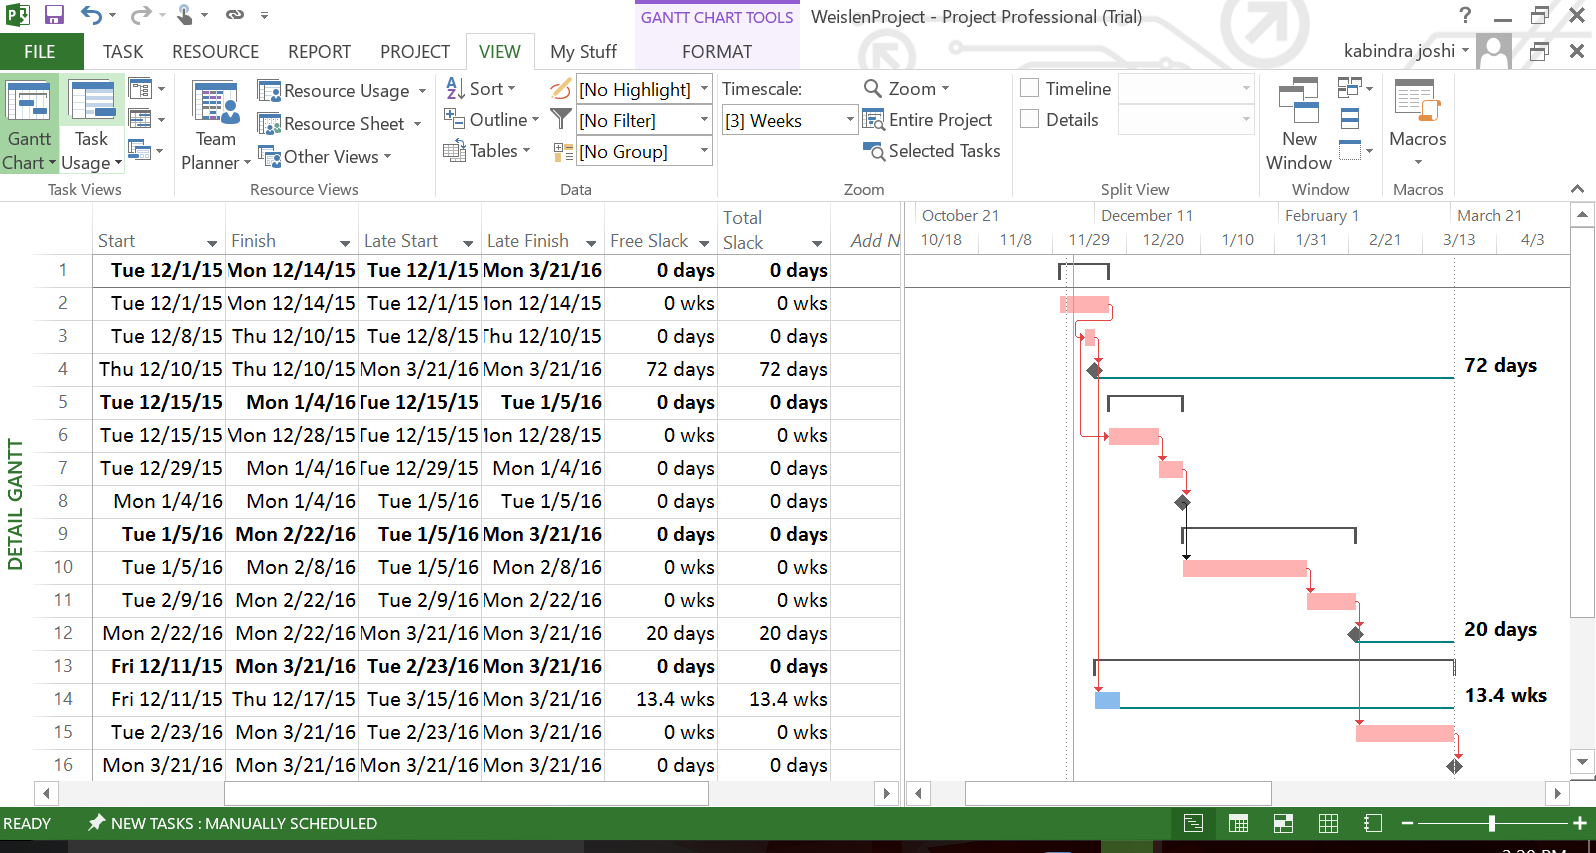 GANTT CHART TOOLS
WeislenProject - Project Professional (Trial)
FILE TASK RESOURCE REPORT PROJECT VIEW My Stuff FORMAT
kabindra joshi
Gantt Chart
Task Usage
Task Views
Team Planner
Resource Usage
Resource Sheet
Other Views
Resource Views
Sort
Outline
Tables
[No Highlight]
[No Filter]
[No Group]
Data
Timescale:
[3] Weeks
Zoom
Entire Project
Selected Tasks
Zoom
Timeline
Details
Split View
New Window
Window
Macros
Macros
Start Finish Late Start Late Finish Free Slack Total Slack Add N
October 21 December 11 February 1 March 21
10/18 11/8 11/29 12/20 1/10 1/31 2/21 3/13 4/3
1 Tue 12/1/15 Mon 12/14/15 Tue 12/1/15 Mon 3/21/16 0 days 0 days
2 Tue 12/1/15 Mon 12/14/15 Tue 12/1/15 Mon 12/14/15 0 wks 0 wks
3 Tue 12/8/15 Thu 12/10/15 Tue 12/8/15 Thu 12/10/15 0 days 0 days
4 Thu 12/10/15 Thu 12/10/15 Mon 3/21/16 Mon 3/21/16 72 days 72 days 72 days
5 Tue 12/15/15 Mon 1/4/16 Tue 12/15/15 Tue 1/5/16 0 days 0 days
6 Tue 12/15/15 Mon 12/28/15 Tue 12/15/15 Mon 12/28/15 0 wks 0 wks
7 Tue 12/29/15 Mon 1/4/16 Tue 12/29/15 Mon 1/4/16 0 days 0 days
8 Mon 1/4/16 Mon 1/4/16 Tue 1/5/16 Tue 1/5/16 0 days 0 days
9 Tue 1/5/16 Mon 2/22/16 Tue 1/5/16 Mon 3/21/16 0 days 0 days
10 Tue 1/5/16 Mon 2/8/16 Tue 1/5/16 Mon 2/8/16 0 wks 0 wks
11 Tue 2/9/16 Mon 2/22/16 Tue 2/9/16 Mon 2/22/16 0 wks 0 wks
12 Mon 2/22/16 Mon 2/22/16 Mon 3/21/16 Mon 3/21/16 20 days 20 days 20 days
13 Fri 12/11/15 Mon 3/21/16 Tue 2/23/16 Mon 3/21/16 0 days 0 days
14 Fri 12/11/15 Thu 12/17/15 Tue 3/15/16 Mon 3/21/16 13.4 wks 13.4 wks 13.4 wks
15 Tue 2/23/16 Mon 3/21/16 Tue 2/23/16 Mon 3/21/16 0 wks 0 wks
16 Mon 3/21/16 Mon 3/21/16 Mon 3/21/16 Mon 3/21/16 0 days 0 days
DETAIL GANTT
READY NEW TASKS : MANUALLY SCHEDULED